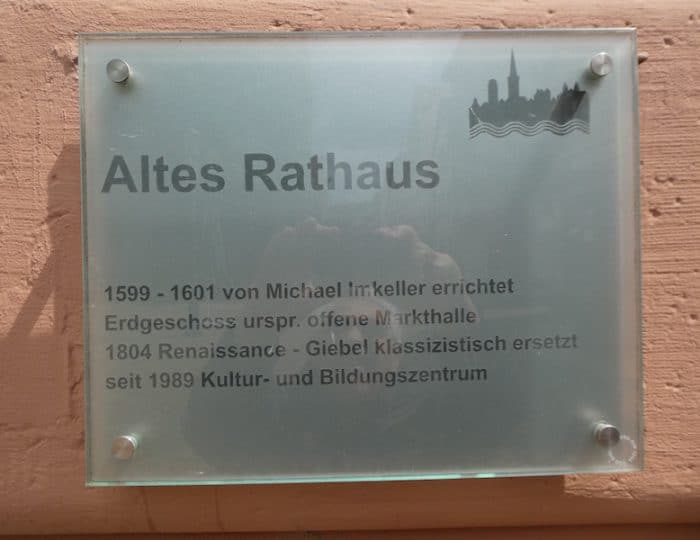 Altes Rathaus
1599 - 1601 von Michael Imkeller errichtet
Erdgeschoss urspr. offene Markthalle
1804 Renaissance - Giebel klassizistisch ersetzt
seit 1989 Kultur- und Bildungszentrum